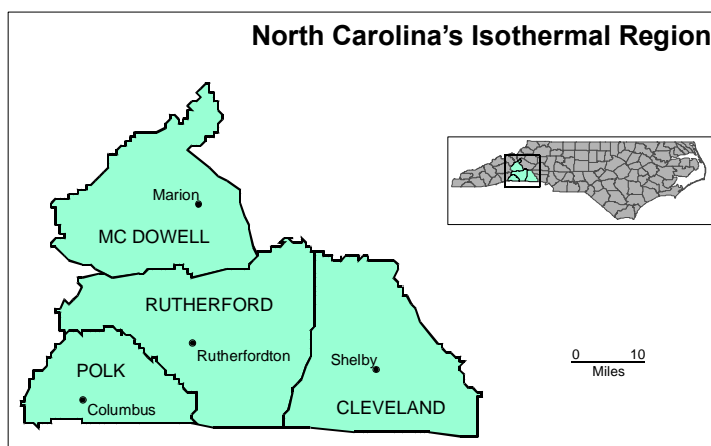 North Carolina's Isothermal Region
Marion
MC DOWELL
RUTHERFORD
Rutherfordton
Shelby
0 10
Miles
POLK
Columbus
CLEVELAND